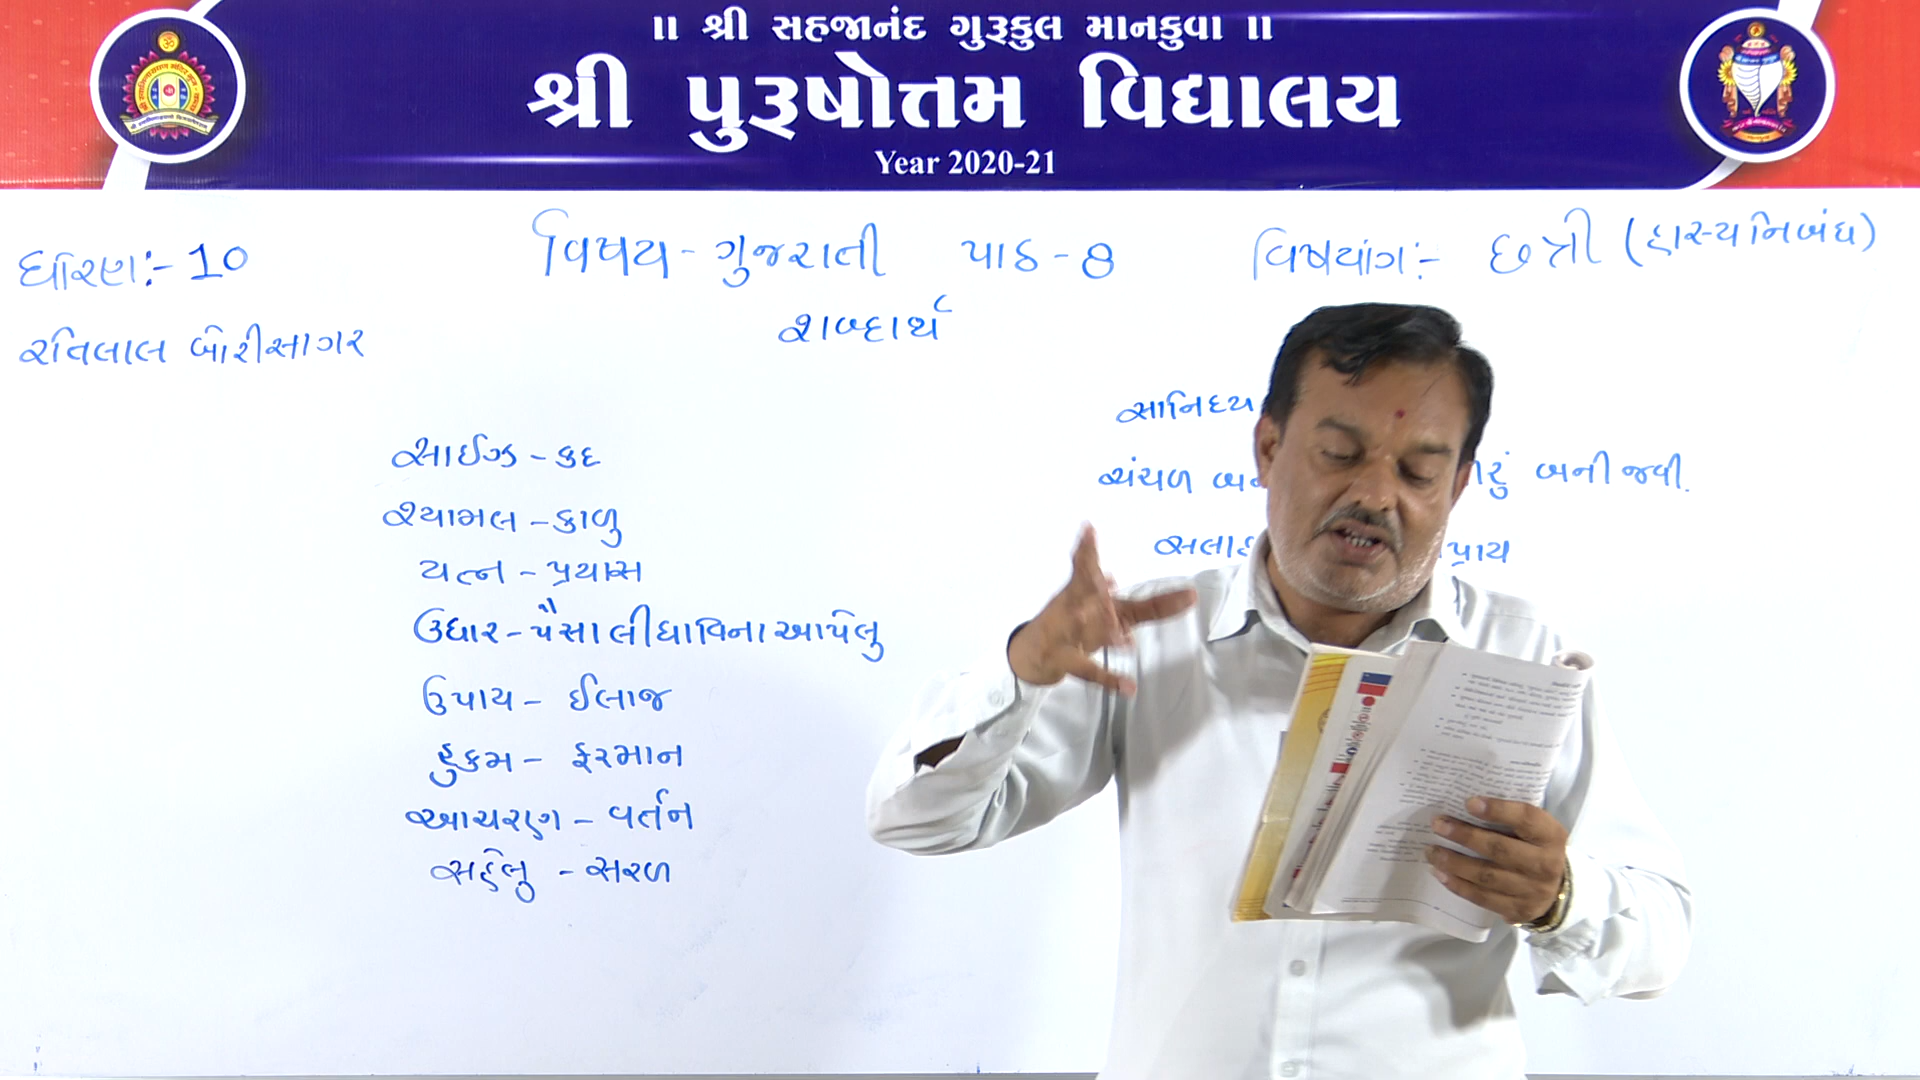 ॥ શ્રી સહજાનંદ ગુરૂકુલ માનકુવા ॥
શ્રી પુરૂષોત્તમ વિદ્યાલય
Year 2020-21
ધોરણ:- 10
વિષય - ગુજરાતી પાઠ - 8
વિષયાંગ:- છત્રી (હાસ્યનિબંધ)
રતિલાલ બોરીસાગર
શબ્દાર્થ
સાઈઝ - કદ
શ્યામલ - કાળુ
યત્ન - પ્રયાસ
ઉધાર - પૈસા લીધા વિના આપેલુ
ઉપાય - ઈલાજ
હુકમ - ફરમાન
આચરણ - વર્તન
સહેલુ - સરળ
સાનિધ્ય
ચંચળ બની જવી.